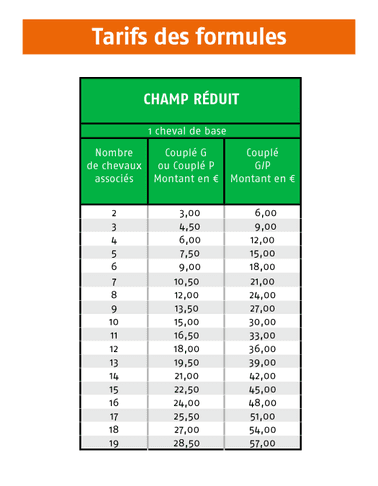 Tarifs des formules
CHAMP RÉDUIT
1 cheval de base
Nombre de chevaux associés | Couplé G ou Couplé P Montant en € | Couplé G/P Montant en €
2 3,00 6,00
3 4,50 9,00
4 6,00 12,00
5 7,50 15,00
6 9,00 18,00
7 10,50 21,00
8 12,00 24,00
9 13,50 27,00
10 15,00 30,00
11 16,50 33,00
12 18,00 36,00
13 19,50 39,00
14 21,00 42,00
15 22,50 45,00
16 24,00 48,00
17 25,50 51,00
18 27,00 54,00
19 28,50 57,00